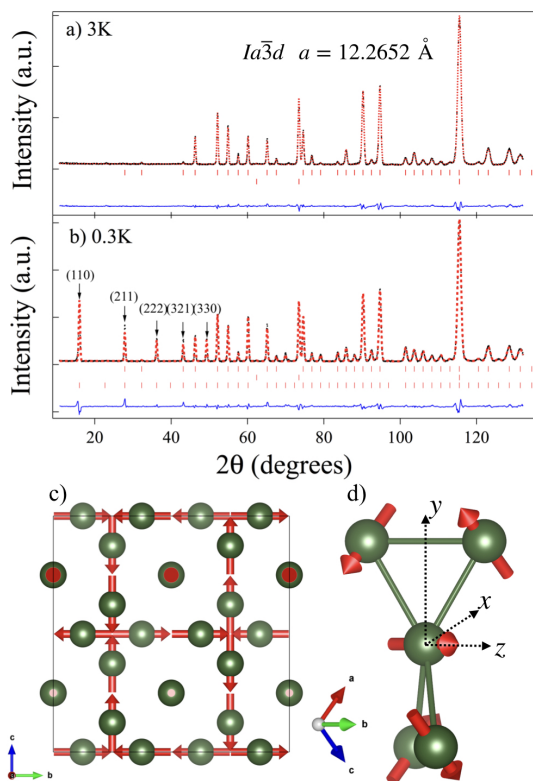 a) 3K
Ia3̅d a = 12.2652 Å
Intensity (a.u.)
b) 0.3K
(110)
(211)
(222)
(321)
(330)
Intensity (a.u.)
20 40 60 80 100 120
2θ (degrees)
c)
d)
y
x
z
a
b
c
c
b